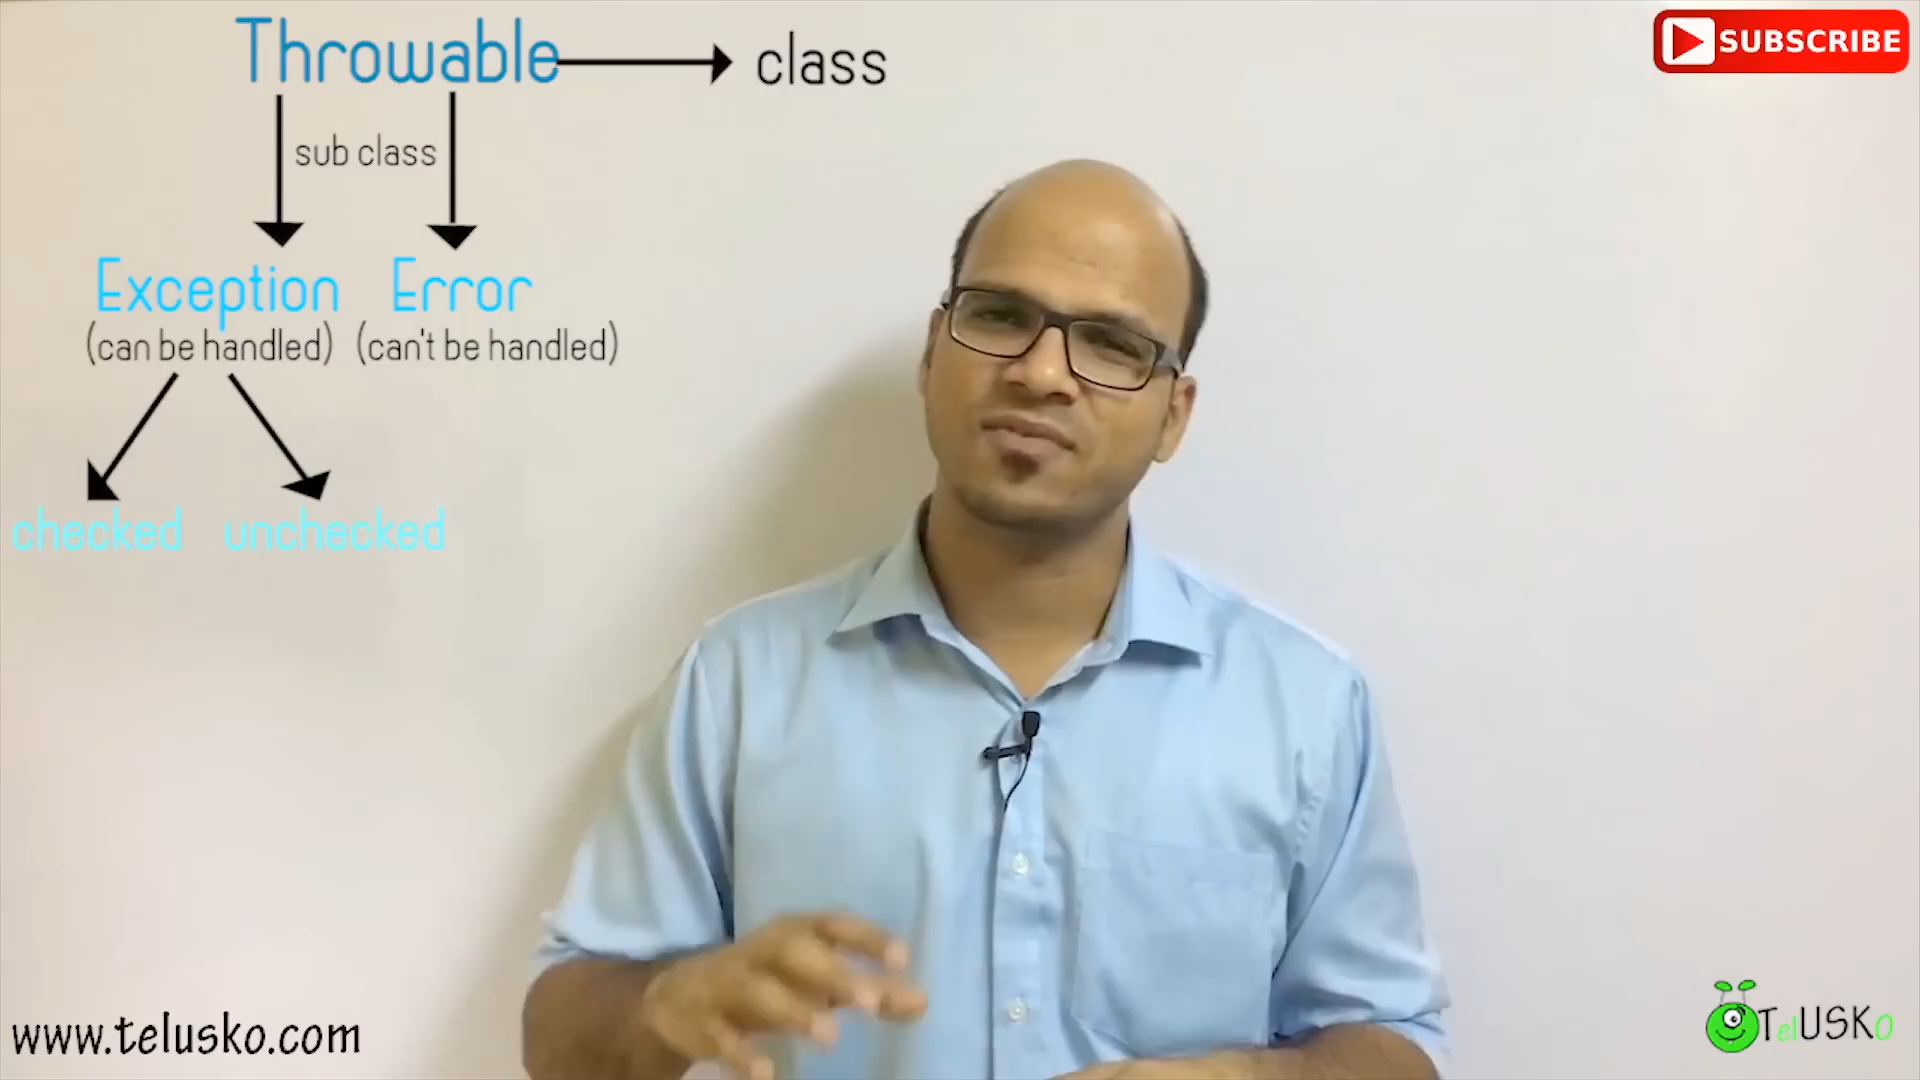 Throwable
class
SUBSCRIBE
sub class
Exception
Error
(can be handled)
(can't be handled)
checked
unchecked
www.telusko.com
TelUSKo